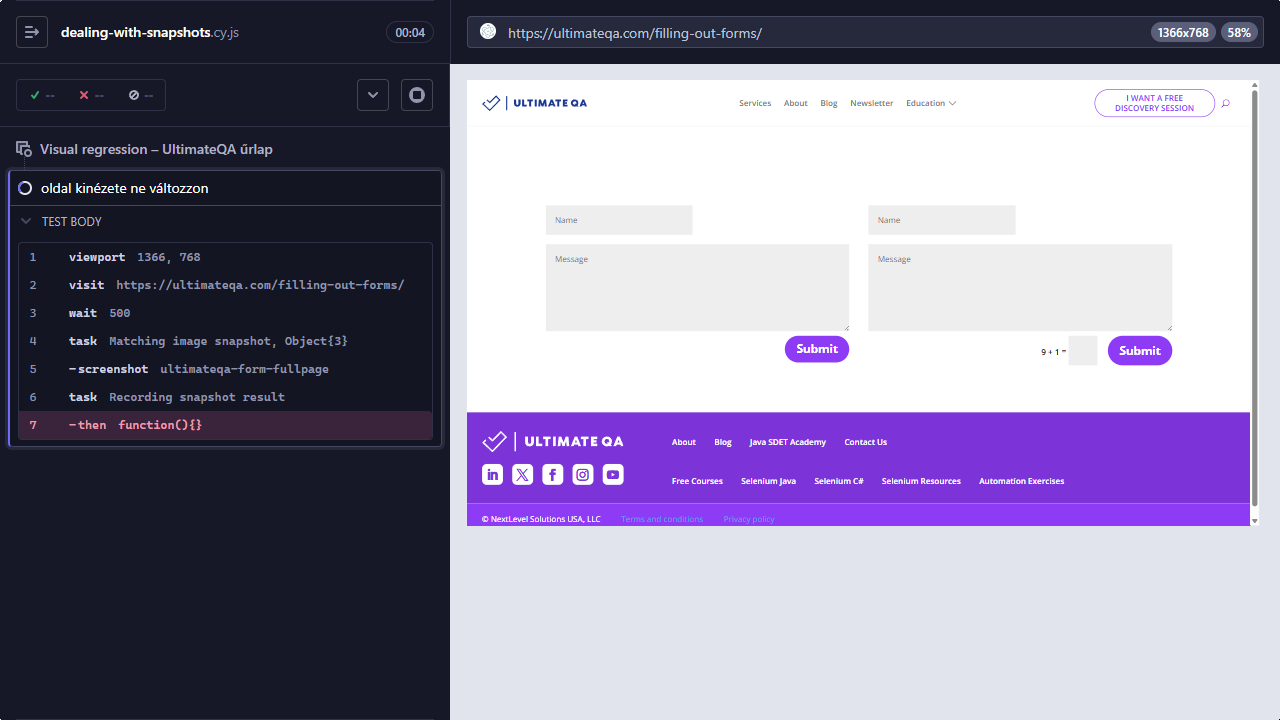 dealing-with-snapshots.cy.js 00:04
-- -- --
Visual regression – UltimateQA űrlap
oldal kinézete ne változzon
TEST BODY
1 viewport 1366, 768
2 visit https://ultimateqa.com/filling-out-forms/
3 wait 500
4 task Matching image snapshot, Object{3}
5 -screenshot ultimateqa-form-fullpage
6 task Recording snapshot result
7 -then function(){}
https://ultimateqa.com/filling-out-forms/ 1366x768 58%
ULTIMATE QA Services About Blog Newsletter Education
I WANT A FREE
DISCOVERY SESSION
Name Name
Message Message
Submit 9 + 1 = Submit
ULTIMATE QA About Blog Java SDET Academy Contact Us
Free Courses Selenium Java Selenium C# Selenium Resources Automation Exercises
© NextLevel Solutions USA, LLC Terms and conditions Privacy policy